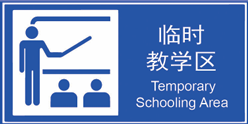 临时
教学区
Temporary
Schooling Area